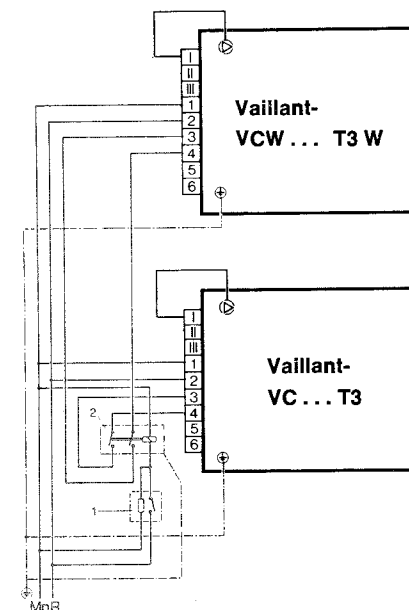 I
II
III
1
2
3
4
5
6
Vaillant-
VCW ... T3 W
I
II
III
1
2
3
4
5
6
Vaillant-
VC ... T3
2
1
MpR